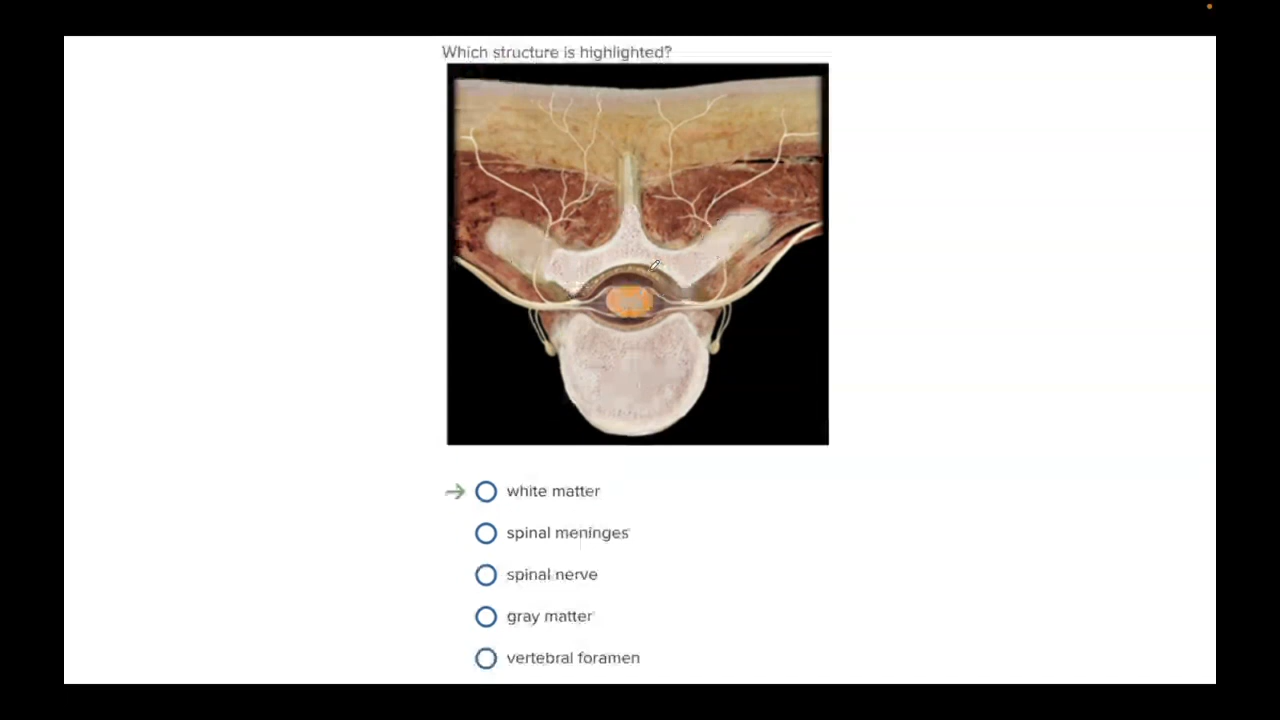 Which structure is highlighted?
white matter
spinal meninges
spinal nerve
gray matter
vertebral foramen